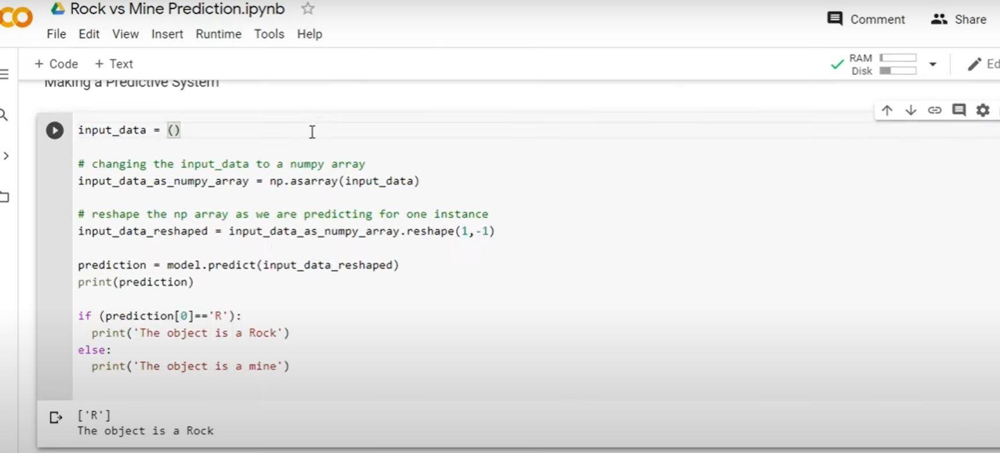 Rock vs Mine Prediction.ipynb
Comment
Share
File Edit View Insert Runtime Tools Help
+ Code + Text
RAM
Disk
Ed
Making a Predictive System
input_data = ()
# changing the input_data to a numpy array
input_data_as_numpy_array = np.asarray(input_data)
# reshape the np array as we are predicting for one instance
input_data_reshaped = input_data_as_numpy_array.reshape(1,-1)
prediction = model.predict(input_data_reshaped)
print(prediction)
if (prediction[0]=='R'):
print('The object is a Rock')
else:
print('The object is a mine')
['R']
The object is a Rock